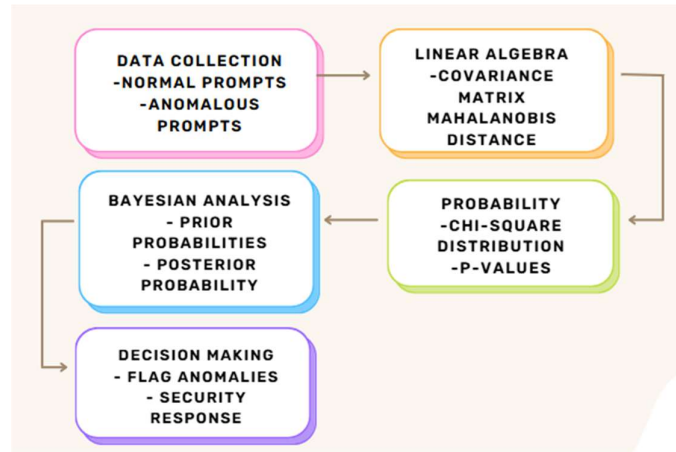 DATA COLLECTION
-NORMAL PROMPTS
-ANOMALOUS
PROMPTS
LINEAR ALGEBRA
-COVARIANCE
MATRIX
MAHALANOBIS
DISTANCE
PROBABILITY
-CHI-SQUARE
DISTRIBUTION
-P-VALUES
BAYESIAN ANALYSIS
- PRIOR
PROBABILITIES
- POSTERIOR
PROBABILITY
DECISION MAKING
- FLAG ANOMALIES
- SECURITY
RESPONSE